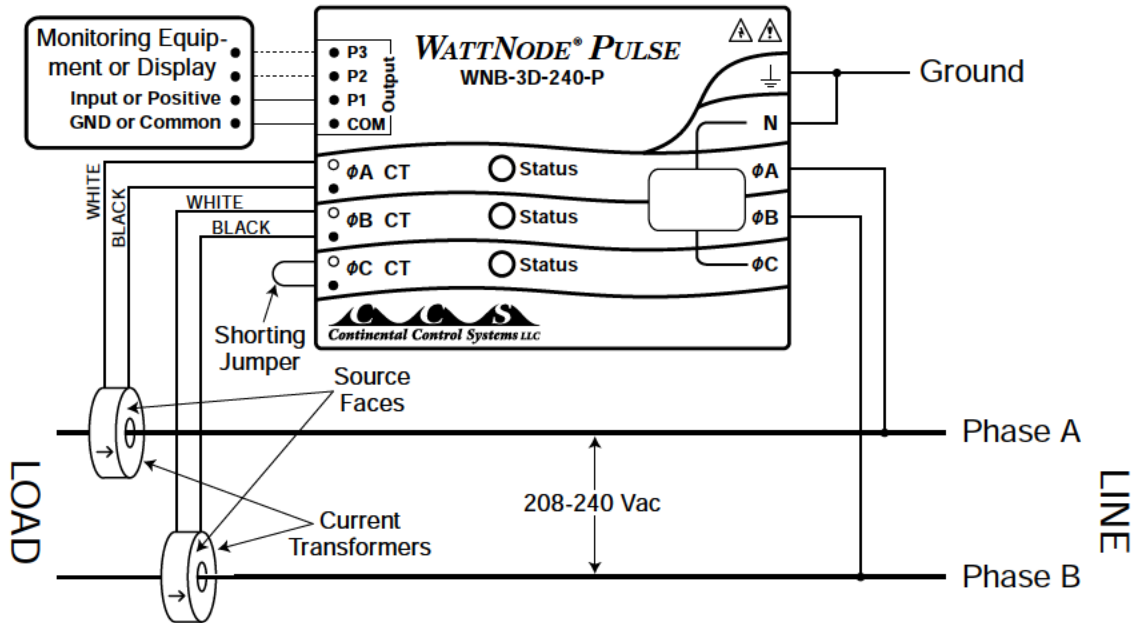 Monitoring Equip-
ment or Display
Input or Positive
GND or Common
P3
P2
P1
COM
Output
WATTNODE® PULSE
WNB-3D-240-P
Ground
N
ϕA
ϕB
ϕC
ϕA CT
Status
ϕB CT
Status
ϕC CT
Status
WHITE
BLACK
WHITE
BLACK
Shorting
Jumper
CCS
Continental Control Systems LLC
Source
Faces
Phase A
LOAD
208-240 Vac
LINE
Current
Transformers
Phase B